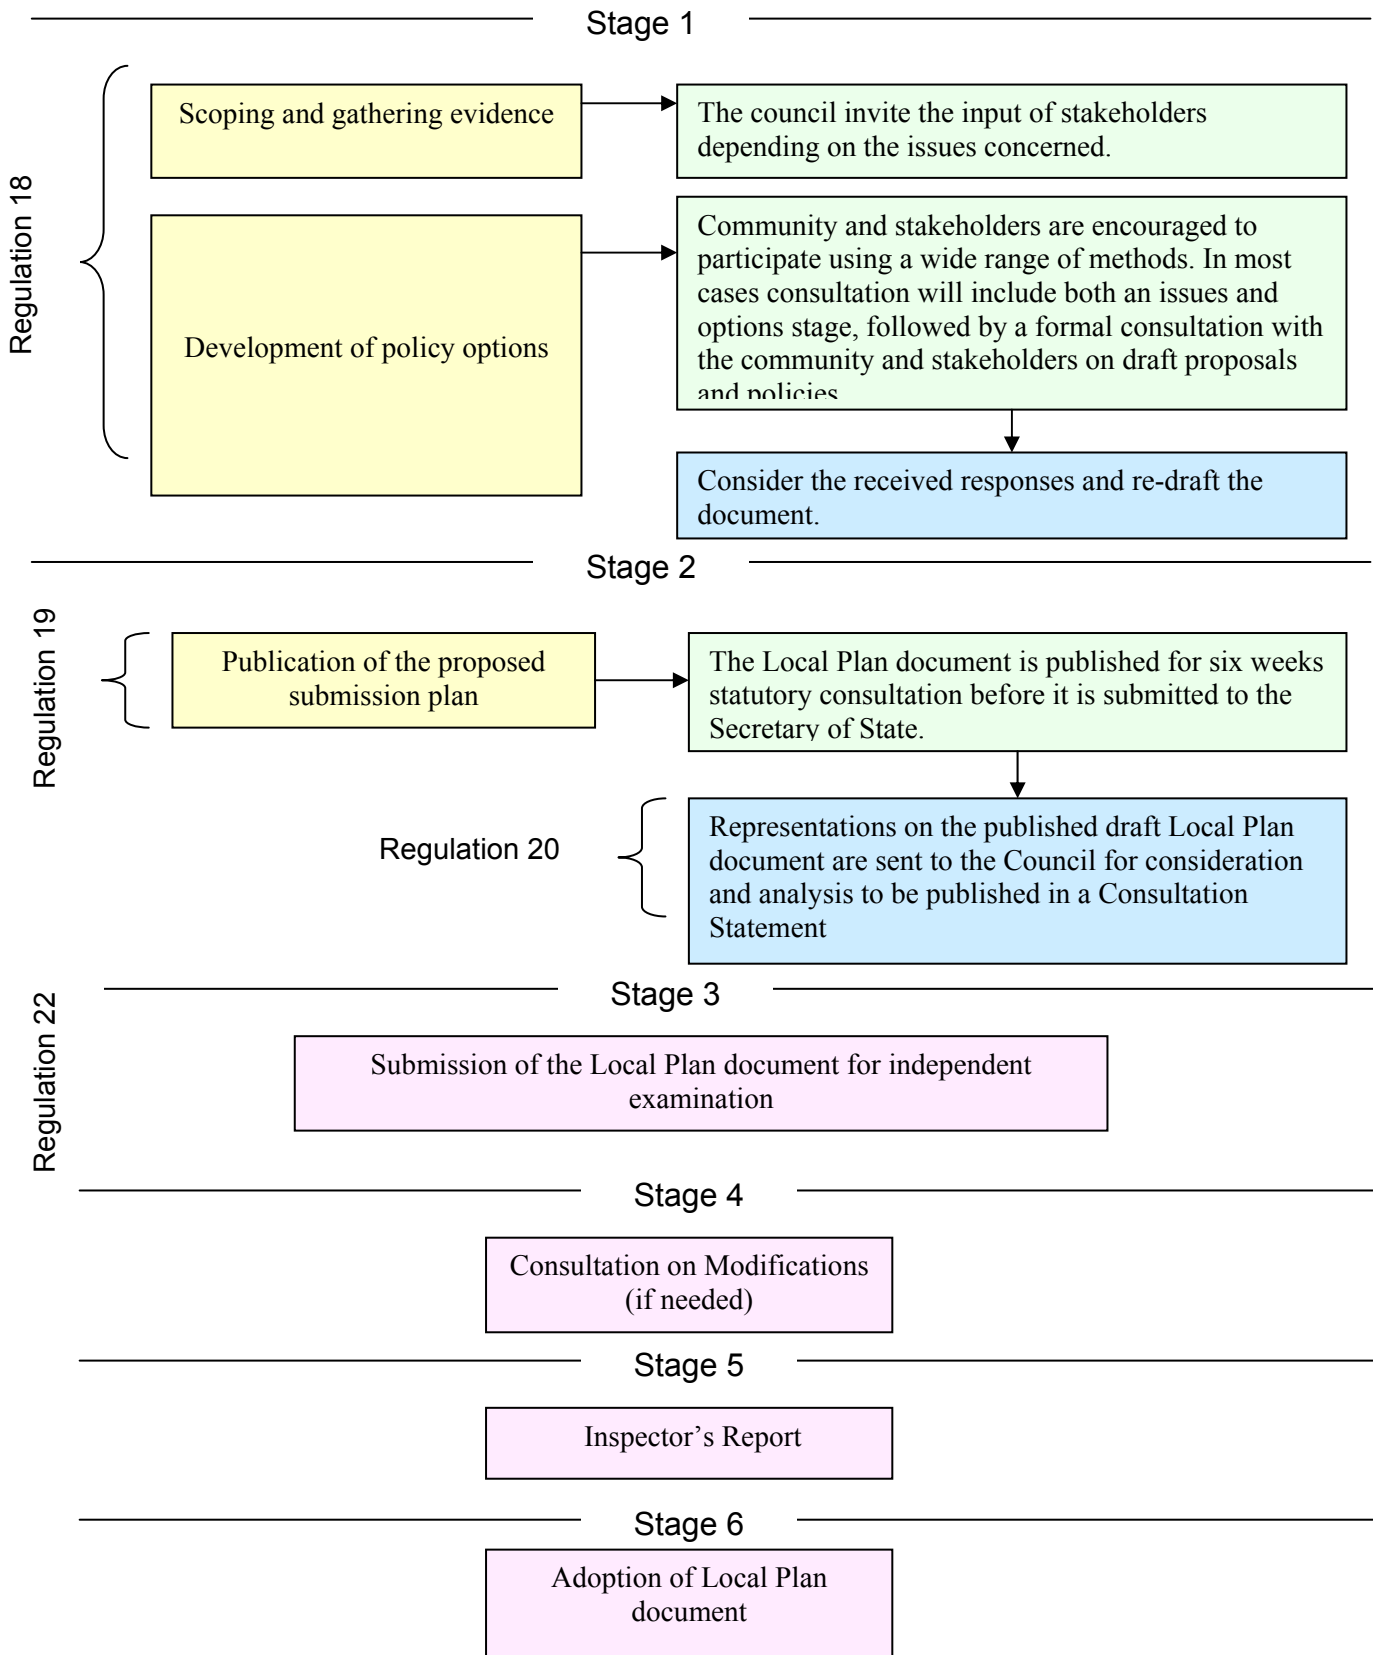 Stage 1
Regulation 18
Scoping and gathering evidence
The council invite the input of stakeholders
depending on the issues concerned.
Development of policy options
Community and stakeholders are encouraged to
participate using a wide range of methods. In most
cases consultation will include both an issues and
options stage, followed by a formal consultation with
the community and stakeholders on draft proposals
and policies
Consider the received responses and re-draft the
document.
Stage 2
Regulation 19
Publication of the proposed
submission plan
The Local Plan document is published for six weeks
statutory consultation before it is submitted to the
Secretary of State.
Regulation 20
Representations on the published draft Local Plan
document are sent to the Council for consideration
and analysis to be published in a Consultation
Statement
Stage 3
Regulation 22
Submission of the Local Plan document for independent
examination
Stage 4
Consultation on Modifications
(if needed)
Stage 5
Inspector’s Report
Stage 6
Adoption of Local Plan
document